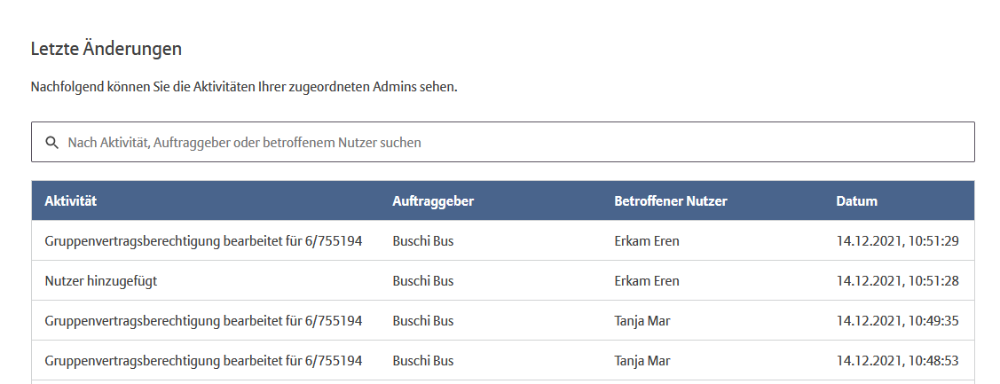 Letzte Änderungen
Nachfolgend können Sie die Aktivitäten Ihrer zugeordneten Admins sehen.
Nach Aktivität, Auftraggeber oder betroffenem Nutzer suchen
Aktivität Auftraggeber Betroffener Nutzer Datum
Gruppenvertragsberechtigung bearbeitet für 6/755194 Buschi Bus Erkam Eren 14.12.2021, 10:51:29
Nutzer hinzugefügt Buschi Bus Erkam Eren 14.12.2021, 10:51:28
Gruppenvertragsberechtigung bearbeitet für 6/755194 Buschi Bus Tanja Mar 14.12.2021, 10:49:35
Gruppenvertragsberechtigung bearbeitet für 6/755194 Buschi Bus Tanja Mar 14.12.2021, 10:48:53